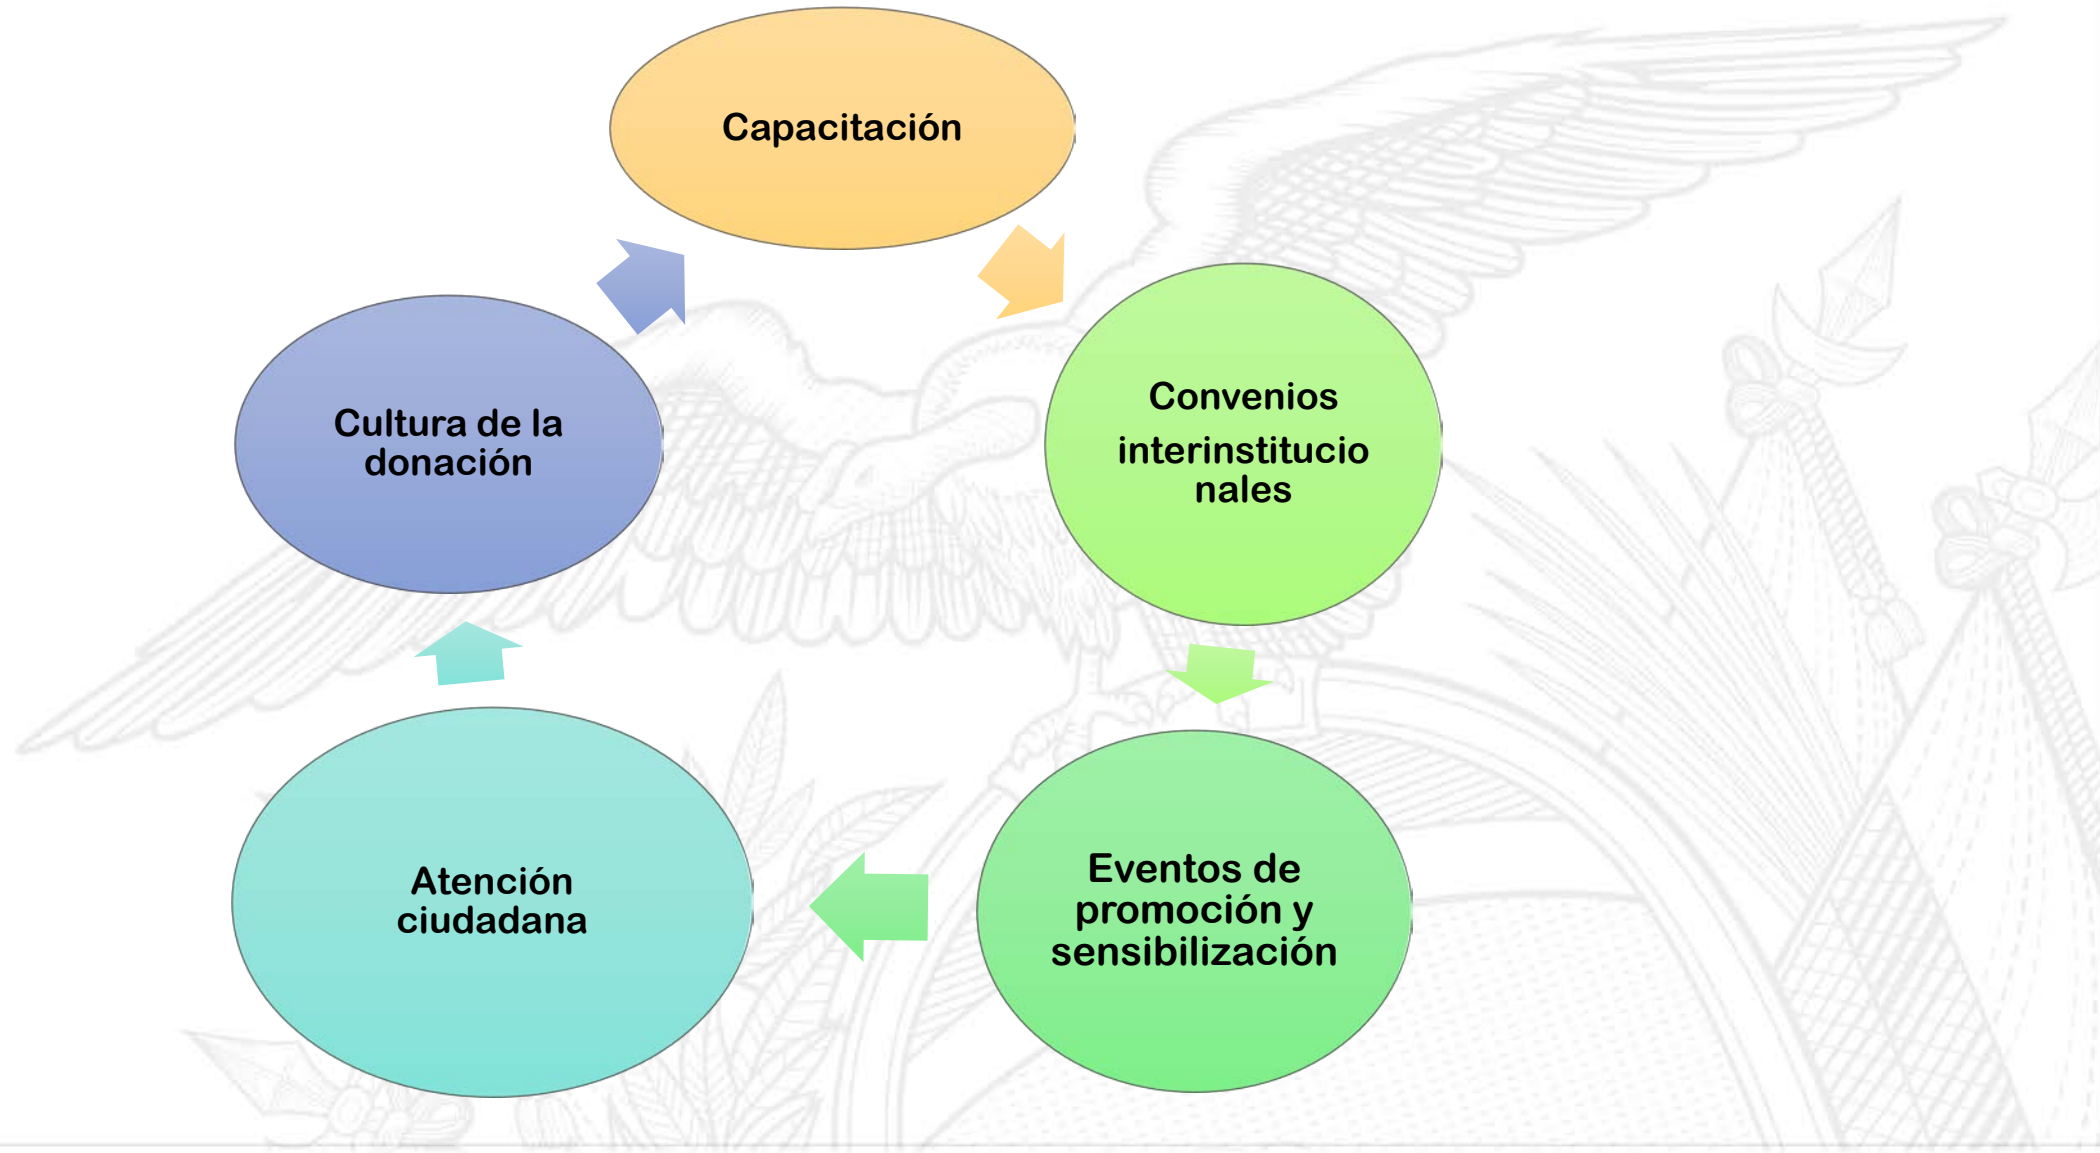 Capacitación
Convenios
interinstitucio
nales
Eventos de
promoción y
sensibilización
Atención
ciudadana
Cultura de la
donación